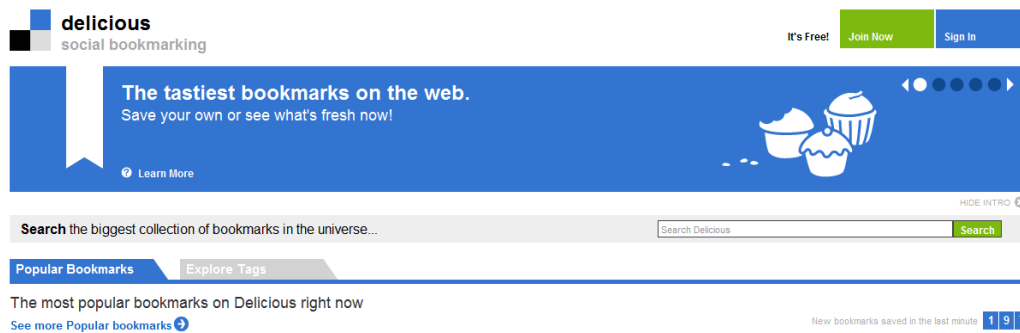 delicious
social bookmarking
It's Free!
Join Now
Sign In
The tastiest bookmarks on the web.
Save your own or see what's fresh now!
? Learn More
HIDE INTRO
Search the biggest collection of bookmarks in the universe...
Search Delicious
Search
Popular Bookmarks
Explore Tags
The most popular bookmarks on Delicious right now
See more Popular bookmarks
New bookmarks saved in the last minute 1 9